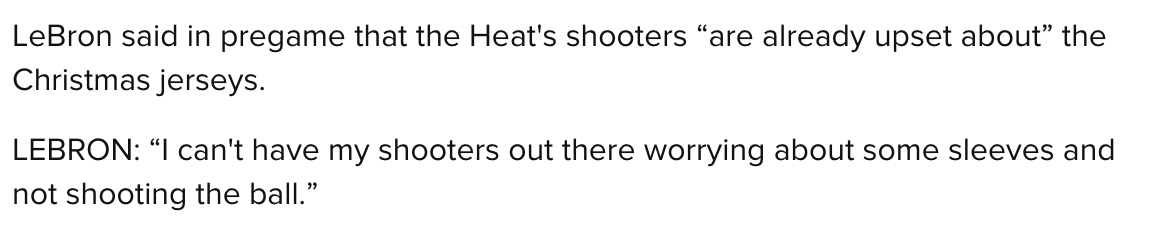 LeBron said in pregame that the Heat's shooters “are already upset about” the
Christmas jerseys.
LEBRON: “I can't have my shooters out there worrying about some sleeves and
not shooting the ball.”